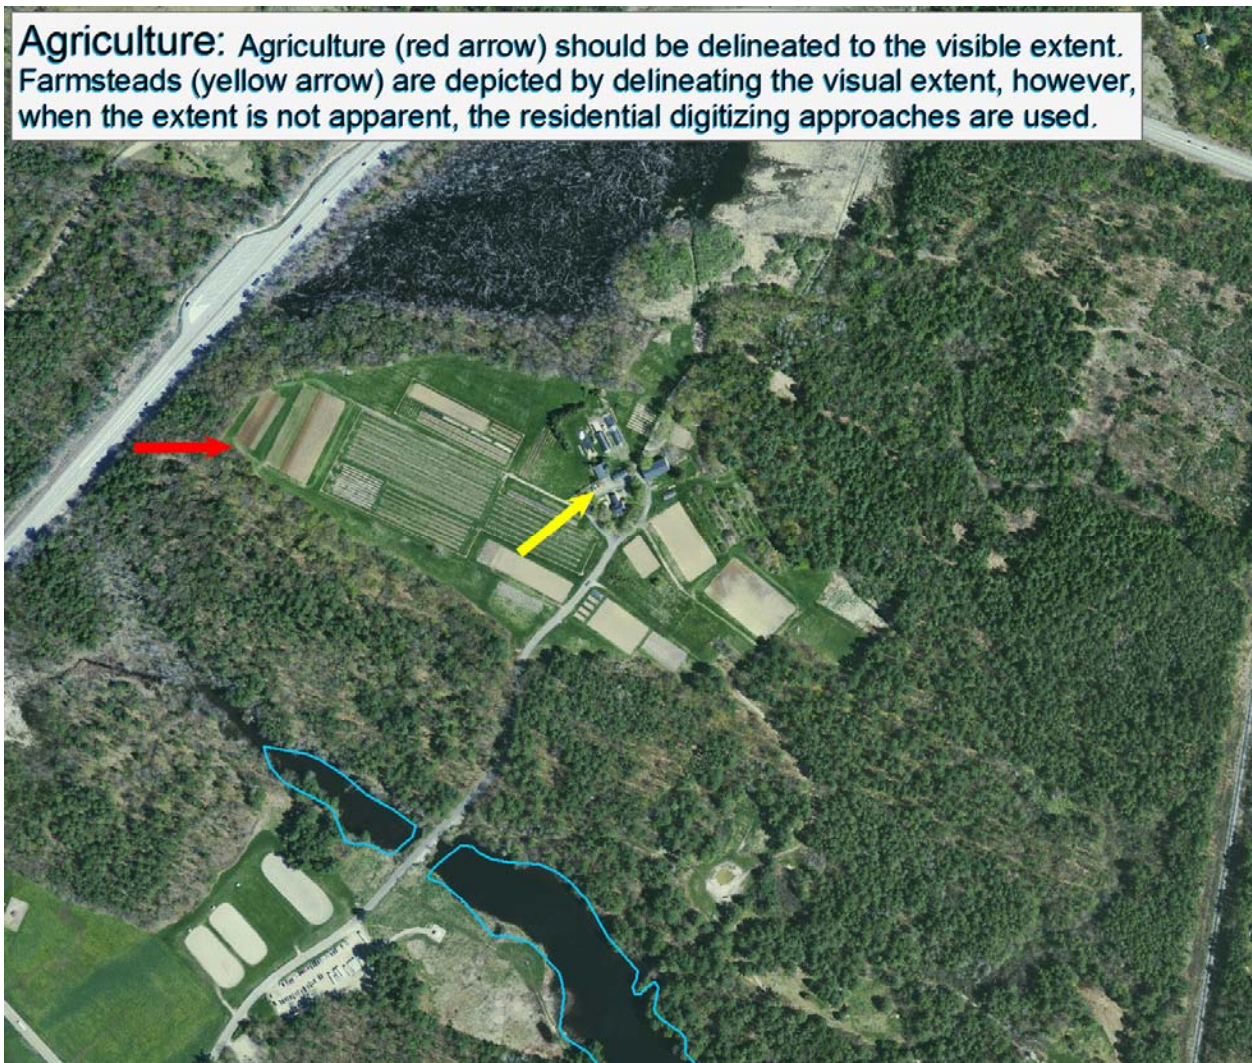 Agriculture: Agriculture (red arrow) should be delineated to the visible extent.
Farmsteads (yellow arrow) are depicted by delineating the visual extent, however,
when the extent is not apparent, the residential digitizing approaches are used.